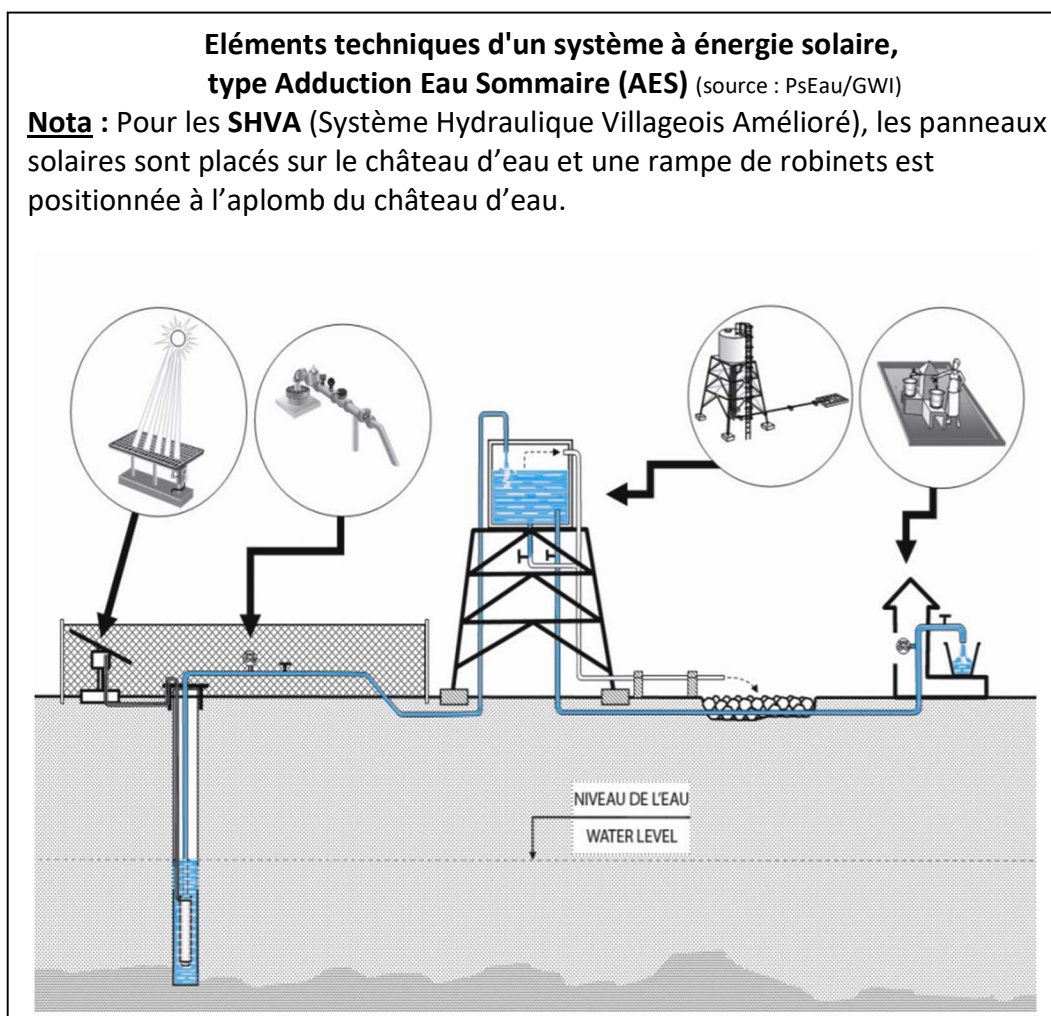 Eléments techniques d'un système à énergie solaire,
type Adduction Eau Sommaire (AES) (source : PsEau/GWI)
Nota : Pour les SHVA (Système Hydraulique Villageois Amélioré), les panneaux
solaires sont placés sur le château d’eau et une rampe de robinets est
positionnée à l’aplomb du château d’eau.
NIVEAU DE L’EAU
WATER LEVEL